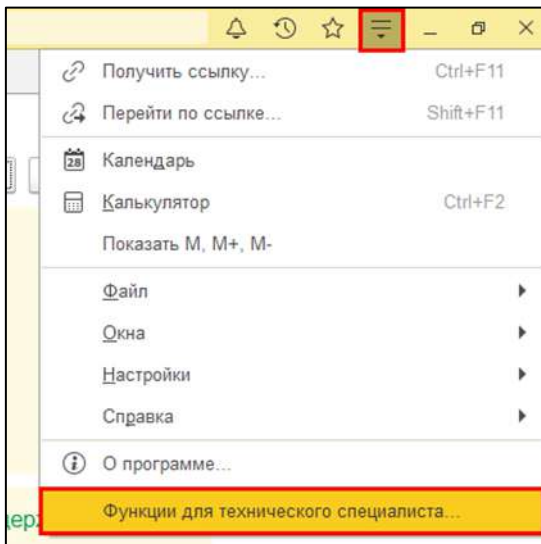 Получить ссылку... Ctrl+F11
Перейти по ссылке... Shift+F11
28 Календарь
Калькулятор Ctrl+F2
Показать M, M+, M-
Файл
Окна
Настройки
Справка
О программе...
Функции для технического специалиста...